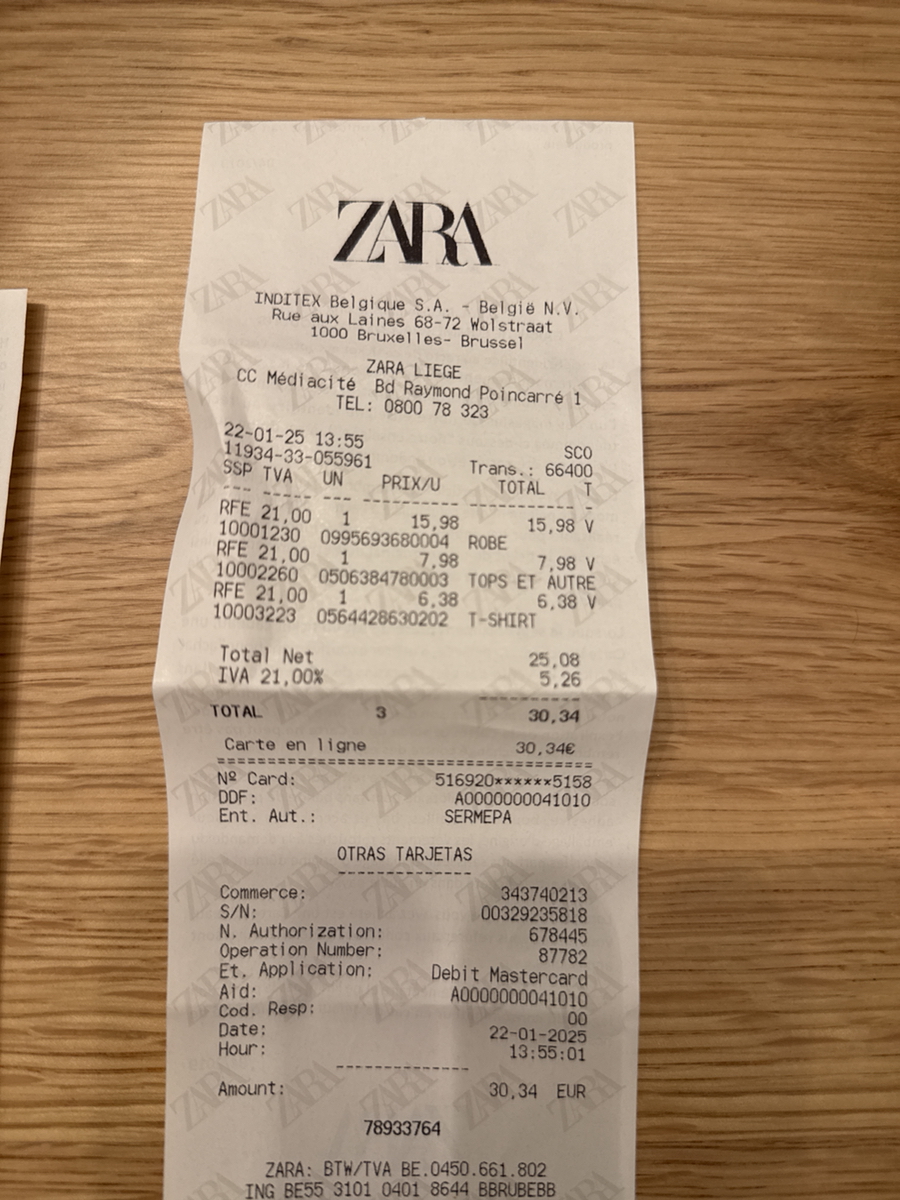 ZARA
INDITEX Belgique S.A. - België N.V.
Rue aux Laines 68-72 Wolstraat
1000 Bruxelles- Brussel
ZARA LIEGE
CC Médiacité Bd Raymond Poincarré 1
TEL: 0800 78 323
22-01-25 13:55 SCO
11934-33-055961 Trans.: 66400
SSP TVA UN PRIX/U TOTAL T
RFE 21,00 1 15,98 15,98 V
10001230 0995693680004 ROBE
RFE 21,00 1 7,98 7,98 V
10002260 0506384780003 TOPS ET AUTRE
RFE 21,00 1 6,38 6,38 V
10003223 0564428630202 T-SHIRT
Total Net 25,08
IVA 21,00% 5,26
TOTAL 3 30,34
Carte en ligne 30,34€
Nº Card: 516920******5158
DDF: A0000000041010
Ent. Aut.: SERMEPA
OTRAS TARJETAS
Commerce: 343740213
S/N: 00329235818
N. Authorization: 678445
Operation Number: 87782
Et. Application: Debit Mastercard
Aid: A0000000041010
Cod. Resp: 00
Date: 22-01-2025
Hour: 13:55:01
Amount: 30,34 EUR
78933764
ZARA: BTW/TVA BE.0450.661.802
ING BE55 3101 0401 8644 BBRUBEBB